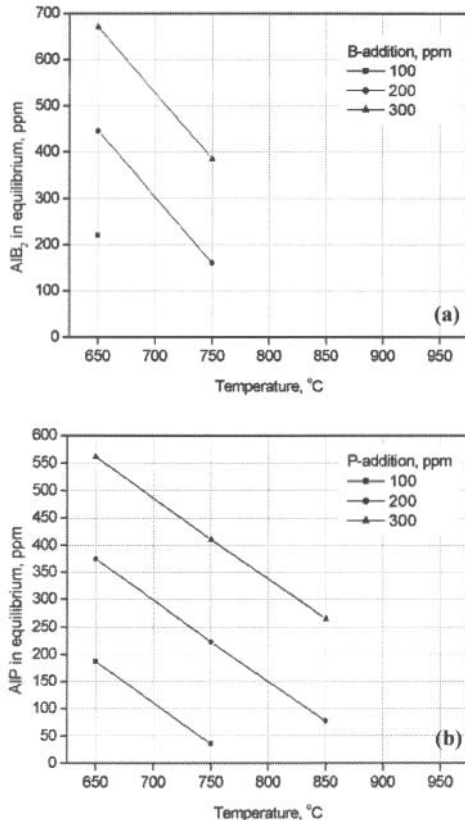 700
600
500
400
300
200
100
0
AlB2 in equilibrium, ppm
B-addition, ppm
100
200
300
(a)
650 700 750 800 850 900 950
Temperature, °C
600
550
500
450
400
350
300
250
200
150
100
50
0
AlP in equilibrium, ppm
P-addition, ppm
100
200
300
(b)
650 700 750 800 850 900 950
Temperature, °C